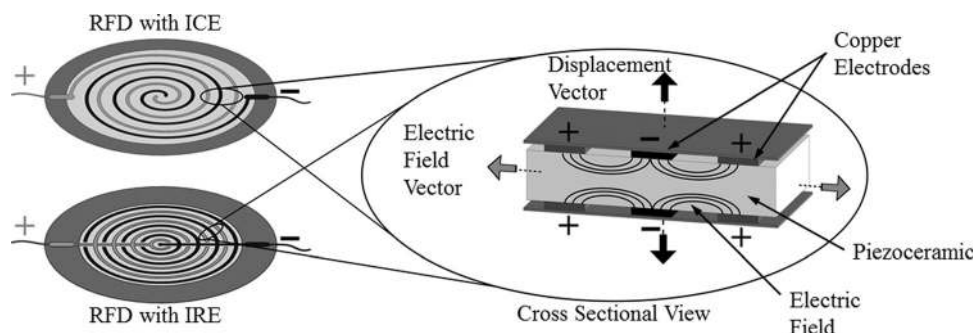 RFD with ICE
+
−
RFD with IRE
+
−
Displacement
Vector
Copper
Electrodes
Electric
Field
Vector
+
−
+
+
−
+
Piezoceramic
Electric
Field
Cross Sectional View